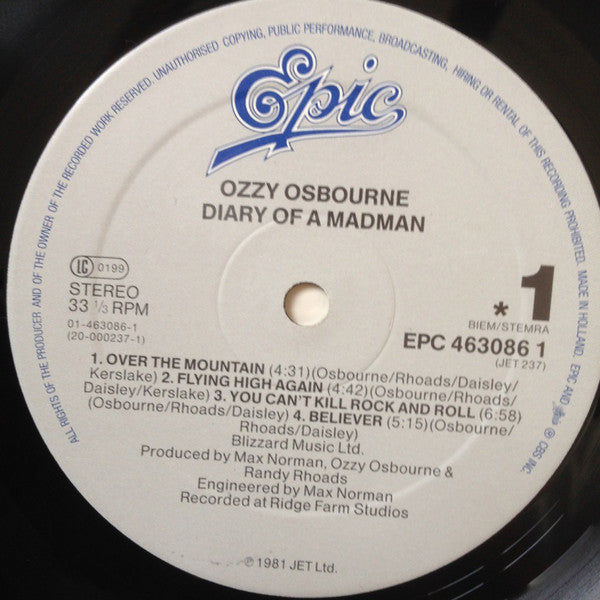 ALL RIGHTS OF THE PRODUCER AND OF THE OWNER OF THE RECORDED WORK RESERVED. UNAUTHORISED COPYING, PUBLIC PERFORMANCE, BROADCASTING, HIRING OR RENTAL OF THIS RECORDING PROHIBITED. MADE IN HOLLAND. EPIC AND Epic ℗ CBS INC.
Epic
OZZY OSBOURNE
DIARY OF A MADMAN
LC 0199
STEREO
33 1/3 RPM
01-463086-1
(20-000237-1)
* 1
BIEM/STEMRA
EPC 463086 1
(JET 237)
1. OVER THE MOUNTAIN (4:31)(Osbourne/Rhoads/Daisley/
Kerslake) 2. FLYING HIGH AGAIN (4:42)(Osbourne/Rhoads/
Daisley/Kerslake) 3. YOU CAN'T KILL ROCK AND ROLL (6:58)
(Osbourne/Rhoads/Daisley) 4. BELIEVER (5:15)(Osbourne/
Rhoads/Daisley)
Blizzard Music Ltd.
Produced by Max Norman, Ozzy Osbourne &
Randy Rhoads
Engineered by Max Norman
Recorded at Ridge Farm Studios
℗ 1981 JET Ltd.